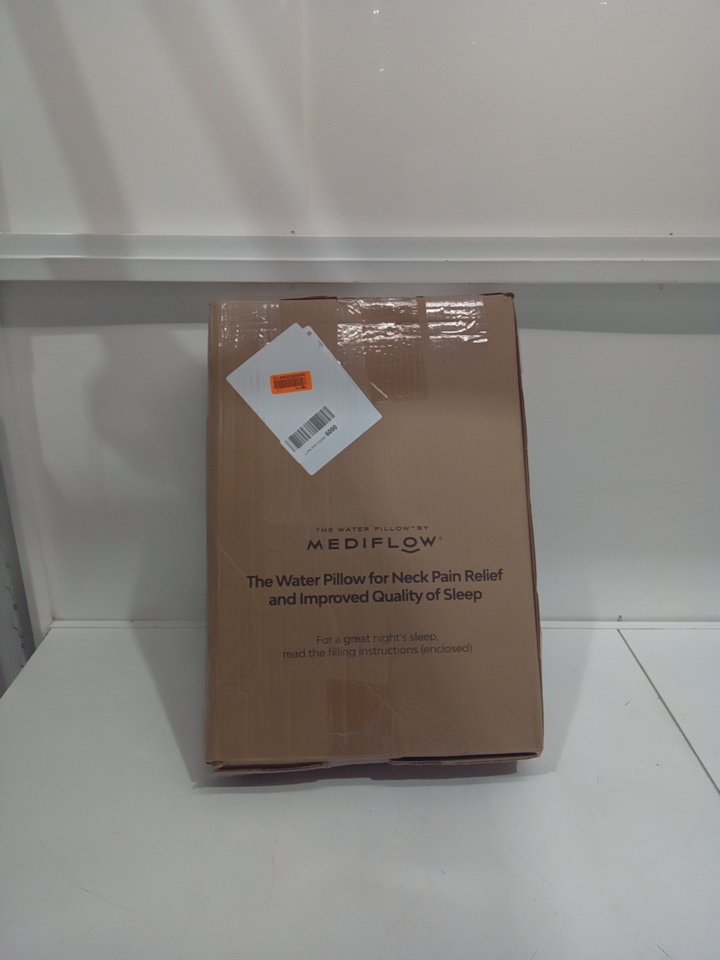 6000
THE WATER PILLOW™ BY
MEDIFLOW®
The Water Pillow for Neck Pain Relief
and Improved Quality of Sleep
For a great night's sleep,
read the filling instructions (enclosed)